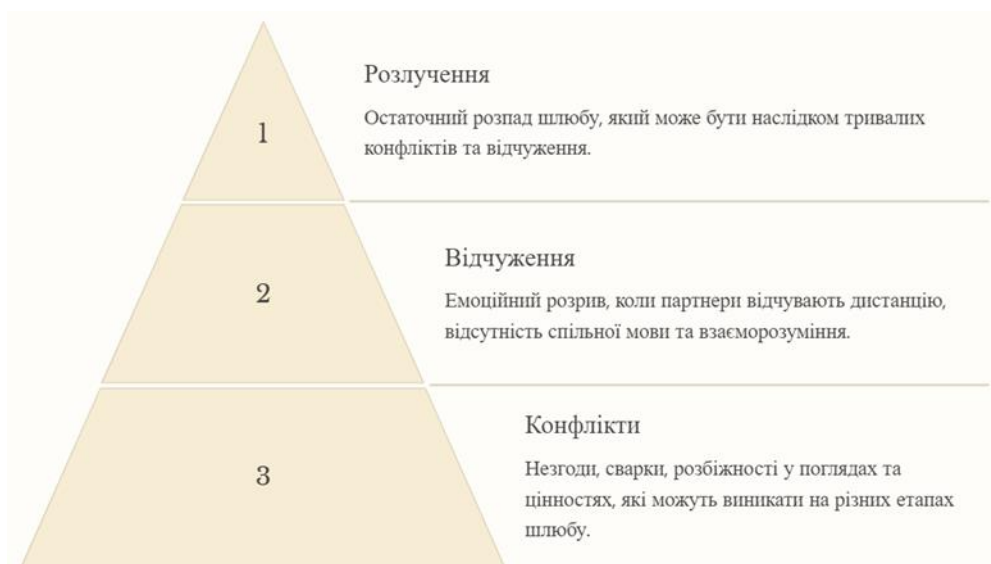 1
Розлучення
Остаточний розпад шлюбу, який може бути наслідком тривалих
конфліктів та відчуження.
2
Відчуження
Емоційний розрив, коли партнери відчувають дистанцію,
відсутність спільної мови та взаєморозуміння.
3
Конфлікти
Незгоди, сварки, розбіжності у поглядах та
цінностях, які можуть виникати на різних етапах
шлюбу.